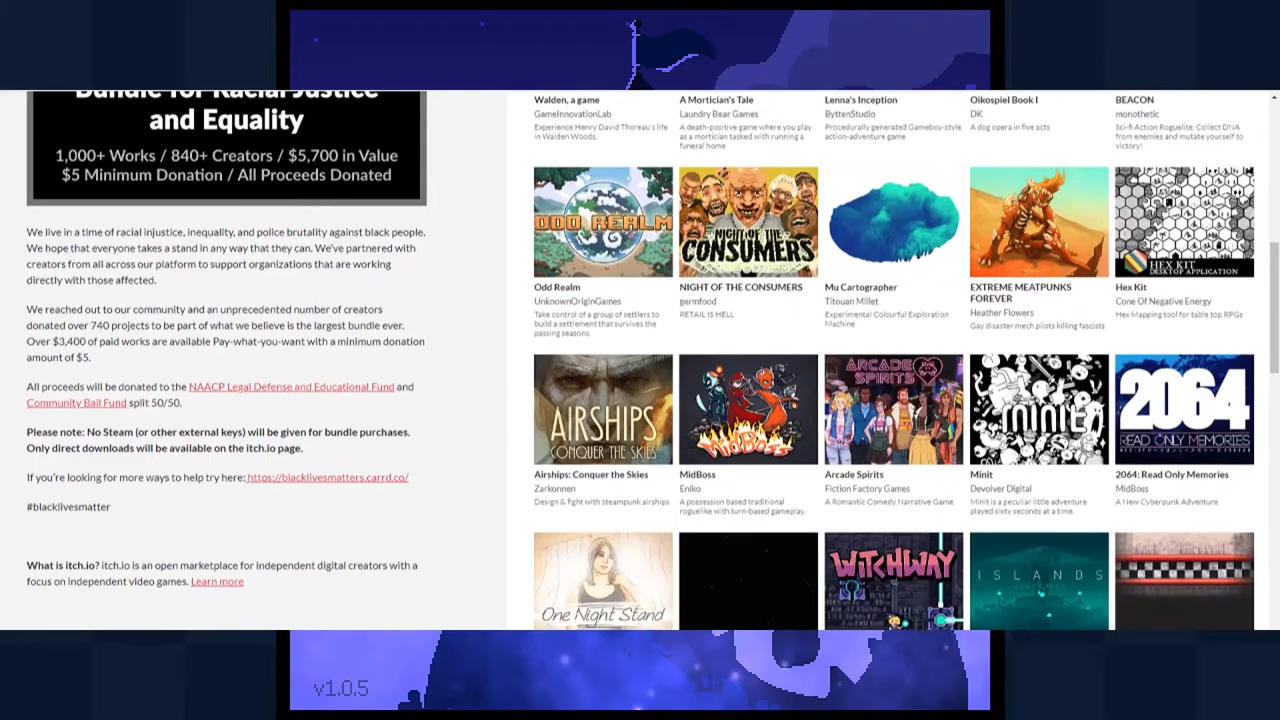 Bundle for Racial Justice
and Equality
1,000+ Works / 840+ Creators / $5,700 in Value
$5 Minimum Donation / All Proceeds Donated
We live in a time of racial injustice, inequality, and police brutality against black people.
We hope that everyone takes a stand in any way that they can. We've partnered with
creators from all across our platform to support organizations that are working
directly with those affected.
We reached out to our community and an unprecedented number of creators
donated over 740 projects to be part of what we believe is the largest bundle ever.
Over $3,400 of paid works are available Pay-what-you-want with a minimum donation
amount of $5.
All proceeds will be donated to the NAACP Legal Defense and Educational Fund and
Community Bail Fund split 50/50.
Please note: No Steam (or other external keys) will be given for bundle purchases.
Only direct downloads will be available on the itch.io page.
If you're looking for more ways to help try here: https://blacklivesmatters.carrd.co/
#blacklivesmatter
What is itch.io? itch.io is an open marketplace for independent digital creators with a
focus on independent video games. Learn more
Walden, a game
GameInnovationLab
Experience Henry David Thoreau's life
in Walden Woods.
A Mortician's Tale
Laundry Bear Games
A death-positive game where you play
as a mortician tasked with running a
funeral home
Lenna's Inception
BytténStudio
Procedurally generated Gameboy-style
action-adventure game
Oikospiel Book I
DK
A dog opera in five acts
BEACON
monothetic
Sci-fi Action Roguelite; Collect DNA
from enemies and mutate yourself to
victory!
ODD REALM
Odd Realm
UnknownOriginGames
Take control of a group of settlers to
build a settlement that survives the
passing seasons.
NIGHT OF THE
CONSUMERS
NIGHT OF THE CONSUMERS
germfood
RETAIL IS HELL
Mu Cartographer
Titouan Millet
Experimental Colourful Exploration
Machine
EXTREME MEATPUNKS
FOREVER
Heather Flowers
Gay disaster mech pilots killing fascists
HEX KIT
DESKTOP APPLICATION
Hex Kit
Cone Of Negative Energy
Hex Mapping tool for table top RPGs
AIRSHIPS
CONQUER THE SKIES
Airships: Conquer the Skies
Zarkonnen
Design & fight with steampunk airships
MidBoss
MidBoss
Eniko
A possession based traditional
roguelike with turn-based gameplay.
ARCADE
SPIRITS
Arcade Spirits
Fiction Factory Games
A Romantic Comedy Narrative Game
minit
Minit
Devolver Digital
Minit is a peculiar little adventure
played sixty seconds at a time.
2064
READ ONLY MEMORIES
2064: Read Only Memories
MidBoss
A New Cyberpunk Adventure
One Night Stand
WITCHWAY
ISLANDS
v1.0.5